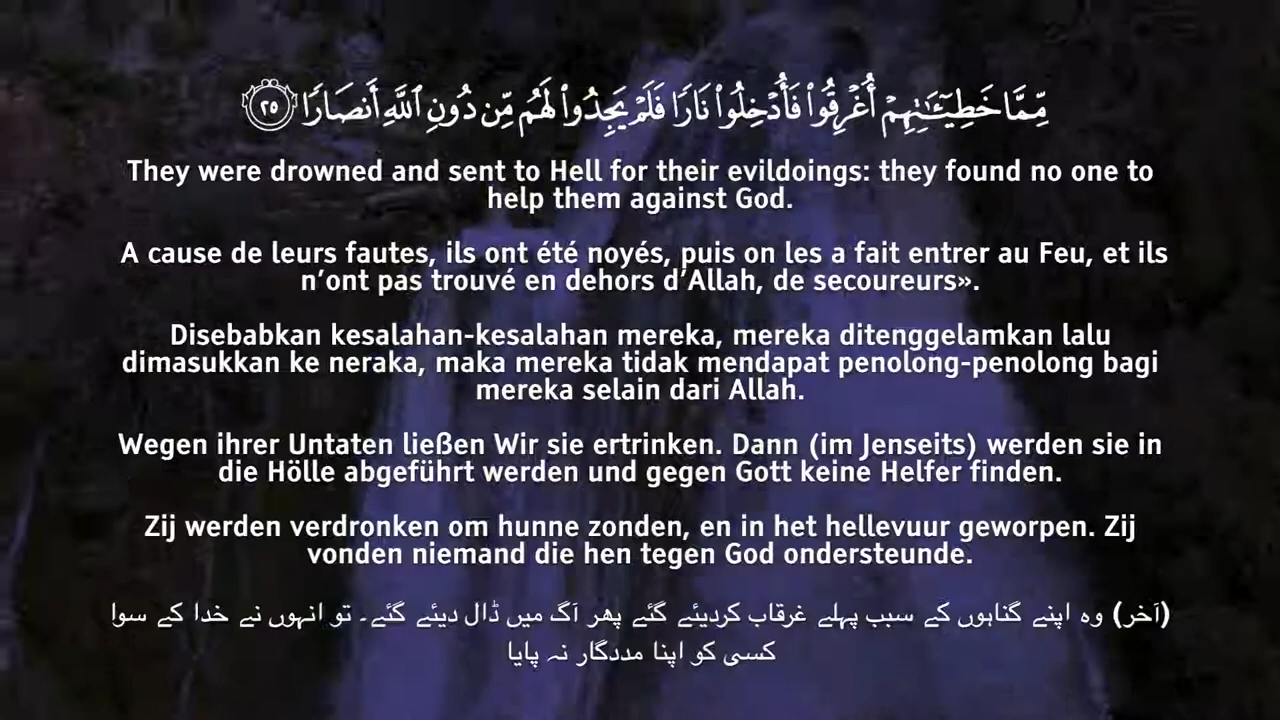 مِّمَّا خَطِيٓـَٰٔتِهِمْ أُغْرِقُوا۟ فَأُدْخِلُوا۟ نَارًا فَلَمْ يَجِدُوا۟ لَهُم مِّن دُونِ ٱللَّهِ أَنصَارًا ٢٥
They were drowned and sent to Hell for their evildoings: they found no one to
help them against God.
A cause de leurs fautes, ils ont été noyés, puis on les a fait entrer au Feu, et ils
n’ont pas trouvé en dehors d’Allah, de secoureurs».
Disebabkan kesalahan-kesalahan mereka, mereka ditenggelamkan lalu
dimasukkan ke neraka, maka mereka tidak mendapat penolong-penolong bagi
mereka selain dari Allah.
Wegen ihrer Untaten ließen Wir sie ertrinken. Dann (im Jenseits) werden sie in
die Hölle abgeführt werden und gegen Gott keine Helfer finden.
Zij werden verdronken om hunne zonden, en in het hellevuur geworpen. Zij
vonden niemand die hen tegen God ondersteunde.
(آخر) وہ اپنے گناہوں کے سبب پہلے غرقاب کردیئے گئے پھر آگ میں ڈال دیئے گئے۔ تو انہوں نے خدا کے سوا
کسی کو اپنا مددگار نہ پایا